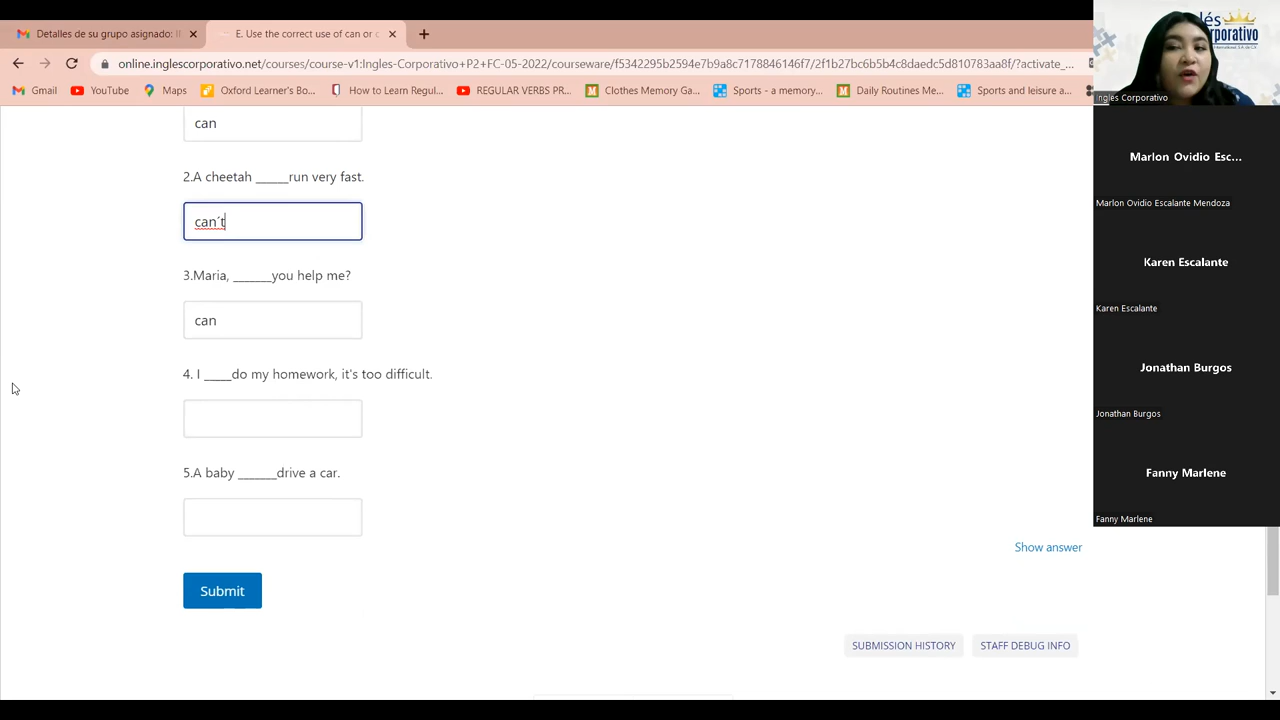 Detalles de su grupo asignado: If
E. Use the correct use of can or c
online.inglescorporativo.net/courses/course-v1:Ingles-Corporativo+P2+FC-05-2022/courseware/f5342295b2594e7b9a8c7178846146f7/2f1b27bc6b5b4c8daedc5d810783aa8f/?activate_...
Gmail
YouTube
Maps
Oxford Learner's Bo...
How to Learn Regul...
REGULAR VERBS PR...
Clothes Memory Ga...
Sports - a memory...
Daily Routines Me...
Sports and leisure a...
can
2.A cheetah ______run very fast.
can´t
3.Maria, _______you help me?
can
4. I _____do my homework, it's too difficult.
5.A baby _______drive a car.
Show answer
Submit
SUBMISSION HISTORY
STAFF DEBUG INFO
Inglés Corporativo
Marlon Ovidio Esc...
Marlon Ovidio Escalante Mendoza
Karen Escalante
Karen Escalante
Jonathan Burgos
Jonathan Burgos
Fanny Marlene
Fanny Marlene